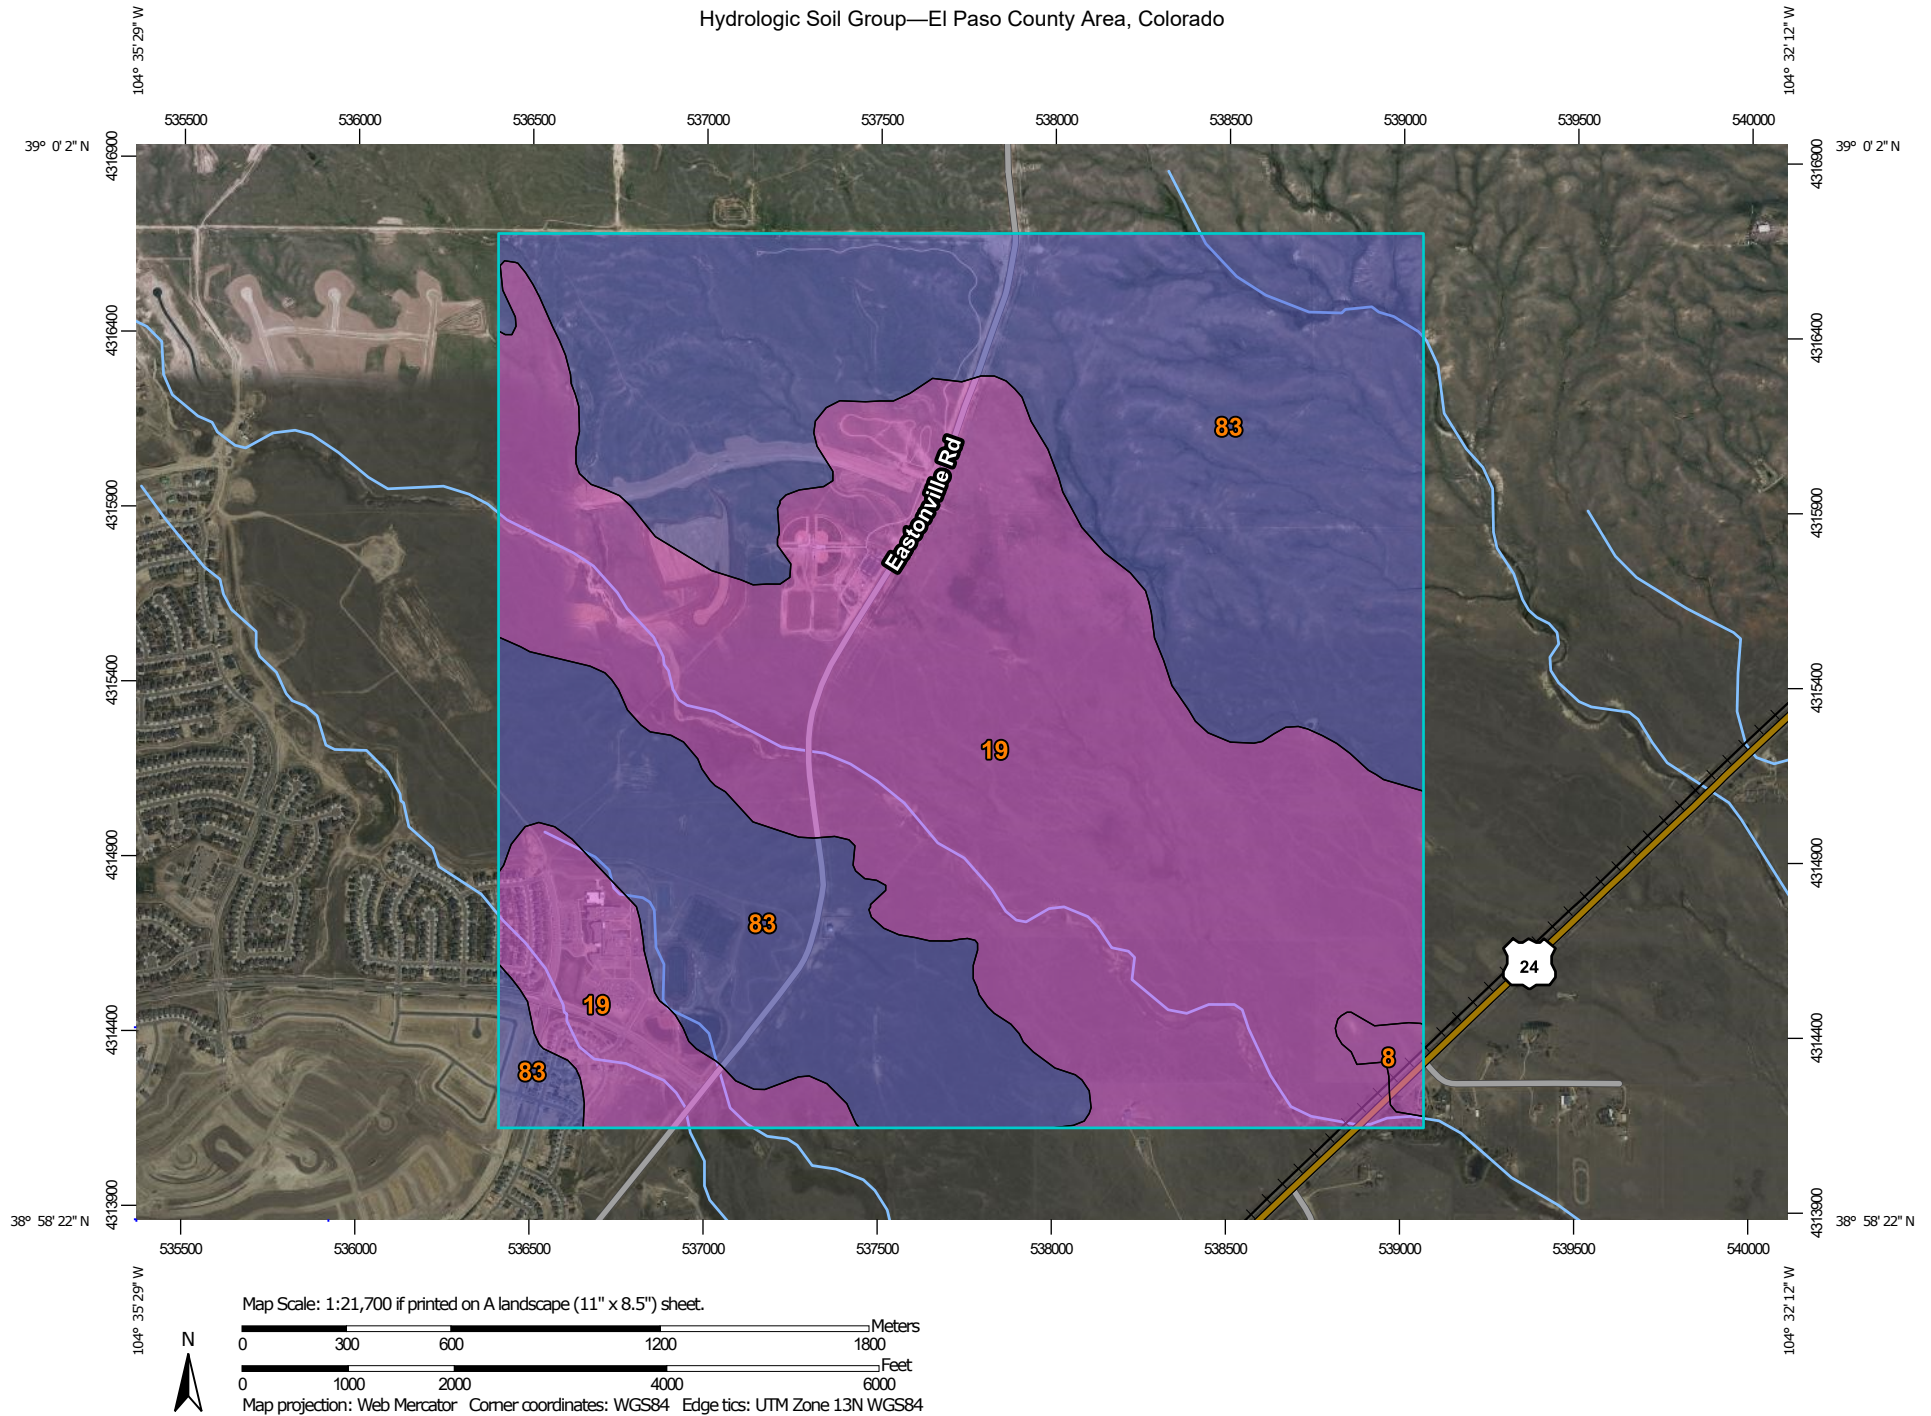 Hydrologic Soil Group—El Paso County Area, Colorado
104° 35' 29" W
104° 32' 12" W
535500 536000 536500 537000 537500 538000 538500 539000 539500 540000
39° 0' 2" N
39° 0' 2" N
4316900
4316900
4316400
4316400
83
Eastonville Rd
4315900
4315900
4315400
4315400
19
4314900
4314900
83
24
19
4314400
4314400
8
83
4313900
4313900
38° 58' 22" N
38° 58' 22" N
535500 536000 536500 537000 537500 538000 538500 539000 539500 540000
104° 35' 29" W
104° 32' 12" W
Map Scale: 1:21,700 if printed on A landscape (11" x 8.5") sheet.
N
Meters
0 300 600 1200 1800
Feet
0 1000 2000 4000 6000
Map projection: Web Mercator Corner coordinates: WGS84 Edge tics: UTM Zone 13N WGS84